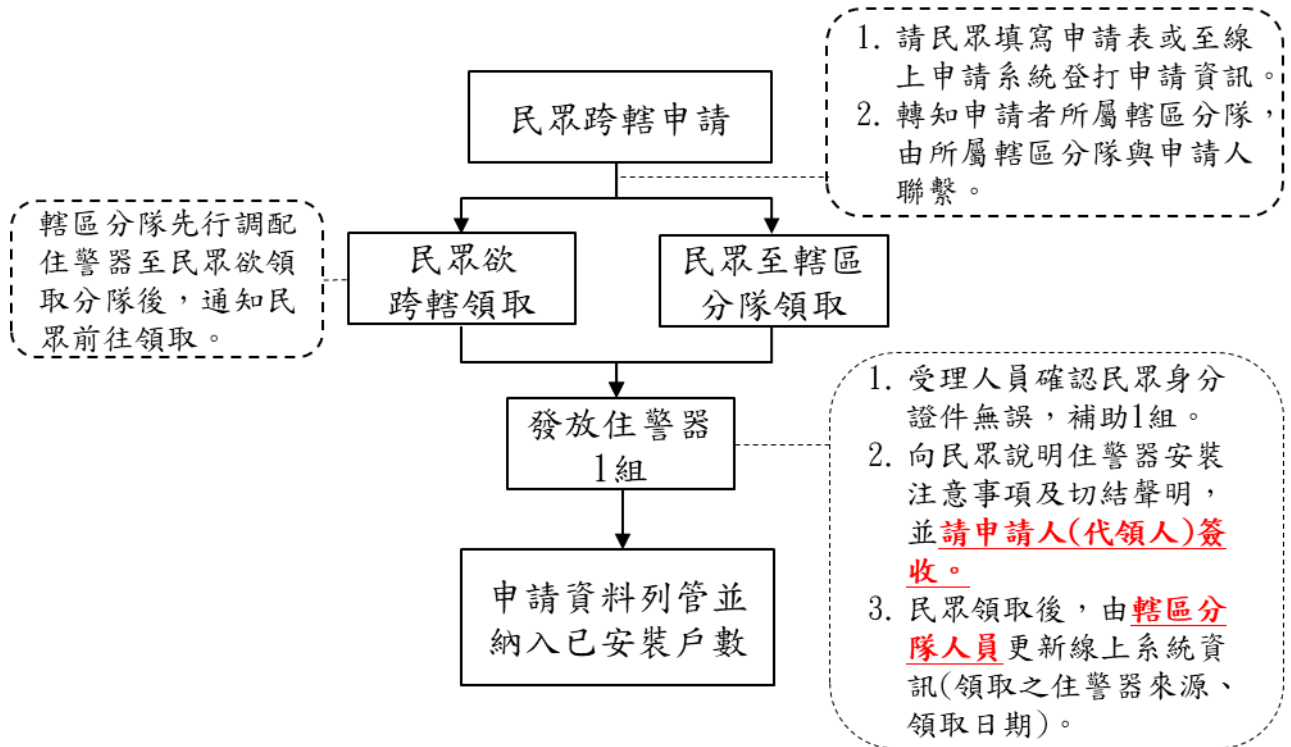 民眾跨轄申請
1. 請民眾填寫申請表或至線
上申請系統登打申請資訊。
2. 轉知申請者所屬轄區分隊，
由所屬轄區分隊與申請人
聯繫。
轄區分隊先行調配
住警器至民眾欲領
取分隊後，通知民
眾前往領取。
民眾欲
跨轄領取
民眾至轄區
分隊領取
發放住警器
1組
1. 受理人員確認民眾身分
證件無誤，補助1組。
2. 向民眾說明住警器安裝
注意事項及切結聲明，
並請申請人(代領人)簽
收。
3. 民眾領取後，由轄區分
隊人員更新線上系統資
訊(領取之住警器來源、
領取日期)。
申請資料列管並
納入已安裝戶數